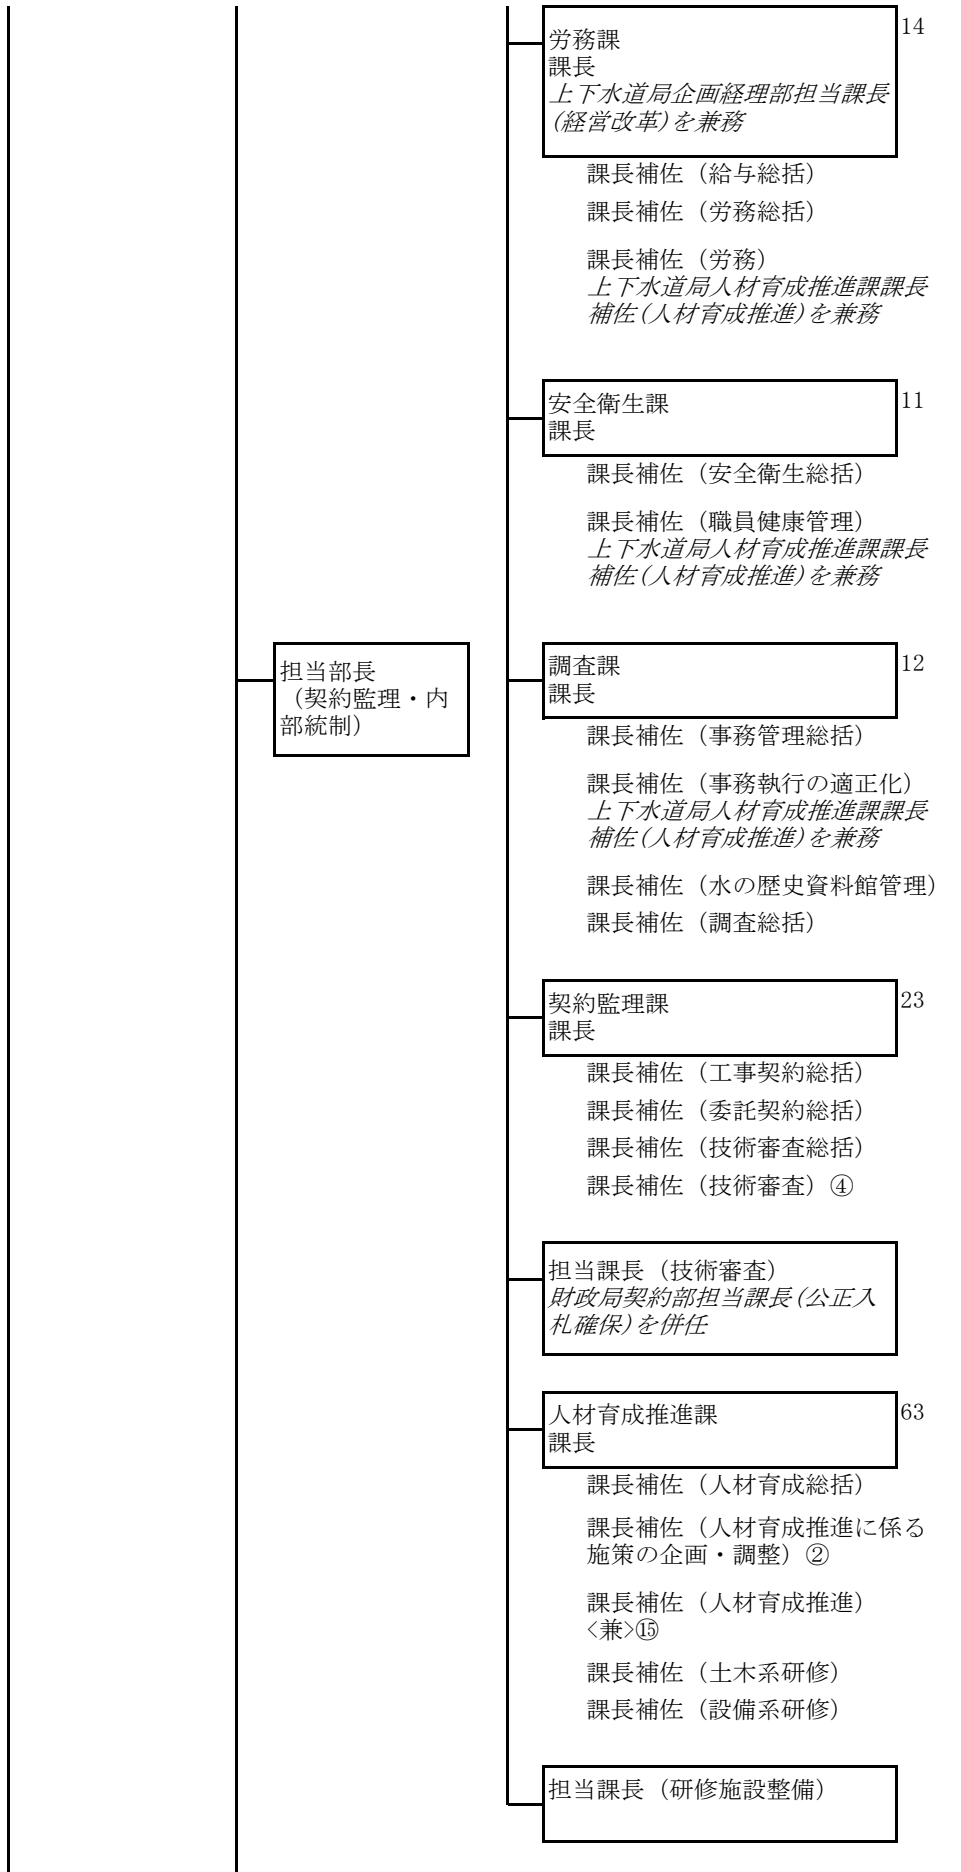 労務課
14
課長
上下水道局企画経理部担当課長
(経営改革)を兼務
課長補佐（給与総括）
課長補佐（労務総括）
課長補佐（労務）
上下水道局人材育成推進課課長
補佐(人材育成推進)を兼務
安全衛生課
11
課長
課長補佐（安全衛生総括）
課長補佐（職員健康管理）
上下水道局人材育成推進課課長
補佐(人材育成推進)を兼務
担当部長
（契約監理・内
部統制）
調査課
12
課長
課長補佐（事務管理総括）
課長補佐（事務執行の適正化）
上下水道局人材育成推進課課長
補佐(人材育成推進)を兼務
課長補佐（水の歴史資料館管理）
課長補佐（調査総括）
契約監理課
23
課長
課長補佐（工事契約総括）
課長補佐（委託契約総括）
課長補佐（技術審査総括）
課長補佐（技術審査）④
担当課長（技術審査）
財政局契約部担当課長(公正入
札確保)を併任
人材育成推進課
63
課長
課長補佐（人材育成総括）
課長補佐（人材育成推進に係る
施策の企画・調整）②
課長補佐（人材育成推進）
<兼>⑮
課長補佐（土木系研修）
課長補佐（設備系研修）
担当課長（研修施設整備）